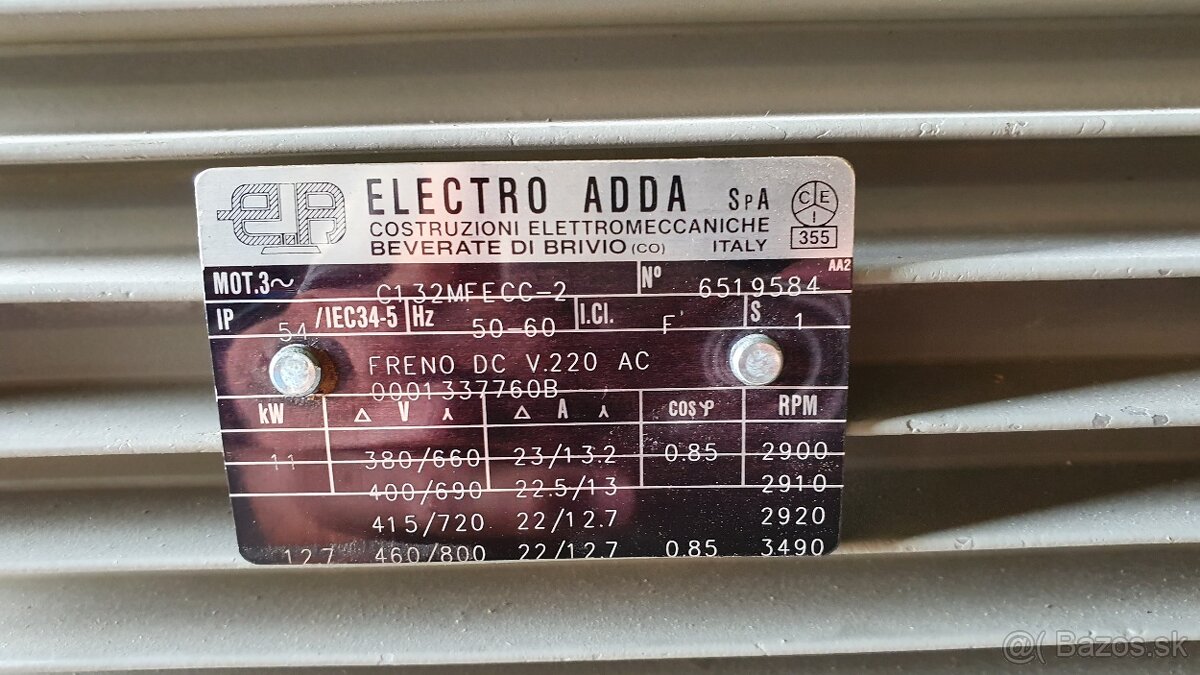 ELECTRO ADDA SPA
COSTRUZIONI ELETTROMECCANICHE
BEVERATE DI BRIVIO (CO) ITALY
CEI
355
AA2
MOT.3~ C132MFECC-2 Nº 6519584
IP 54 /IEC34-5 Hz 50-60 I.Cl. F S 1
FRENO DC V.220 AC
0001337760B
kW △ V Y △ A Y cosφ RPM
11 380/660 23/13.2 0.85 2900
400/690 22.5/13 2910
415/720 22/12.7 2920
12.7 460/800 22/12.7 0.85 3490
@( Bazos.sk